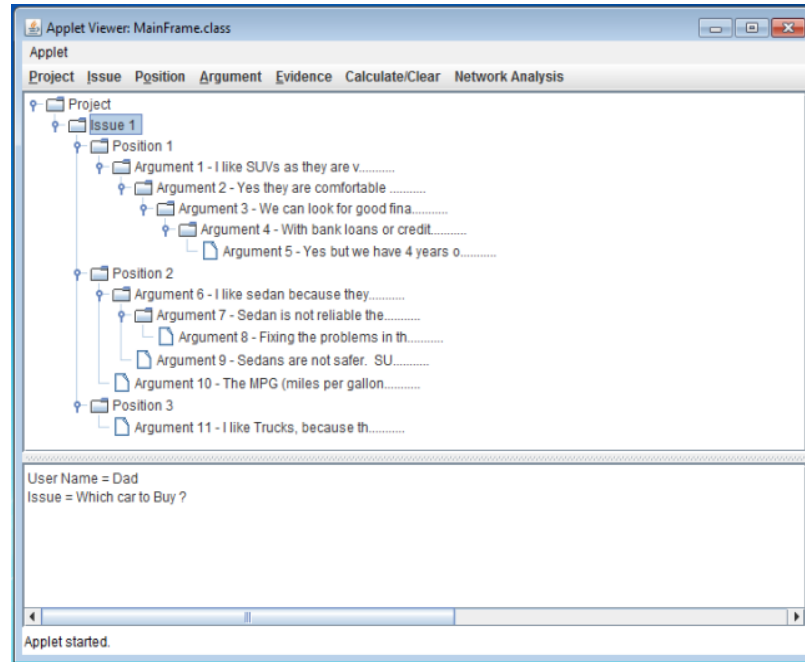 Applet Viewer: MainFrame.class
Applet
Project Issue Position Argument Evidence Calculate/Clear Network Analysis
Project
Issue 1
Position 1
Argument 1 - I like SUVs as they are v...........
Argument 2 - Yes they are comfortable ...........
Argument 3 - We can look for good fina...........
Argument 4 - With bank loans or credit...........
Argument 5 - Yes but we have 4 years o...........
Position 2
Argument 6 - I like sedan because they...........
Argument 7 - Sedan is not reliable the...........
Argument 8 - Fixing the problems in th...........
Argument 9 - Sedans are not safer.  SU...........
Argument 10 - The MPG (miles per gallon...........
Position 3
Argument 11 - I like Trucks, because th...........
User Name = Dad
Issue = Which car to Buy ?
Applet started.